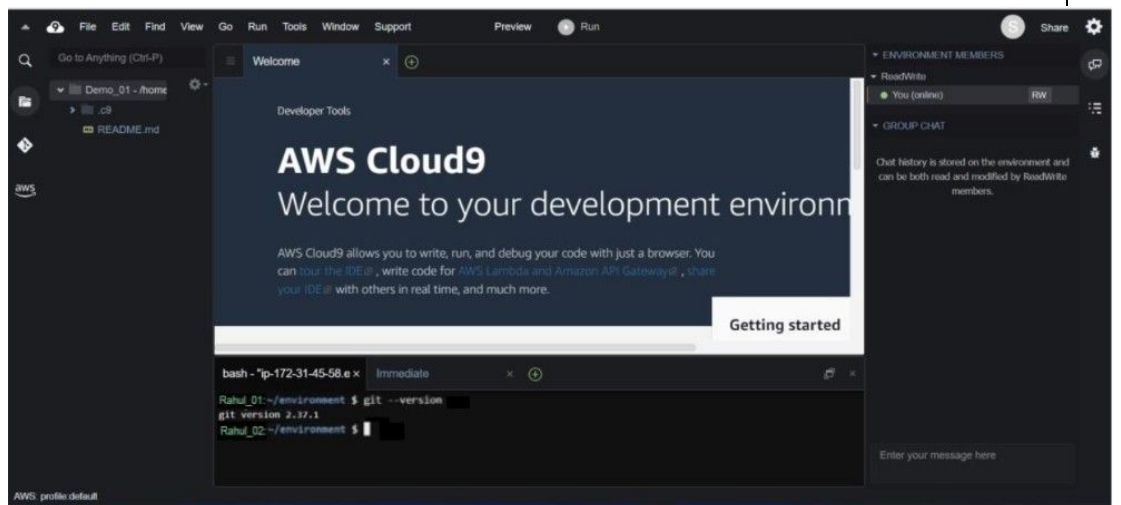 File Edit Find View Go Run Tools Window Support Preview Run S Share
Go to Anything (Ctrl-P)
Demo_01 - /home
.c9
README.md
aws
Welcome
Developer Tools
AWS Cloud9
Welcome to your development environm
AWS Cloud9 allows you to write, run, and debug your code with just a browser. You
can tour the IDE , write code for AWS Lambda and Amazon API Gateway , share
your IDE with others in real time, and much more.
Getting started
bash - "ip-172-31-45-58.e × Immediate
Rahul_01:~/environment $ git --version
git version 2.37.1
Rahul_02:~/environment $
ENVIRONMENT MEMBERS
ReadWrite
You (online) RW
GROUP CHAT
Chat history is stored on the environment and
can be both read and modified by ReadWrite
members.
Enter your message here
AWS: profile:default